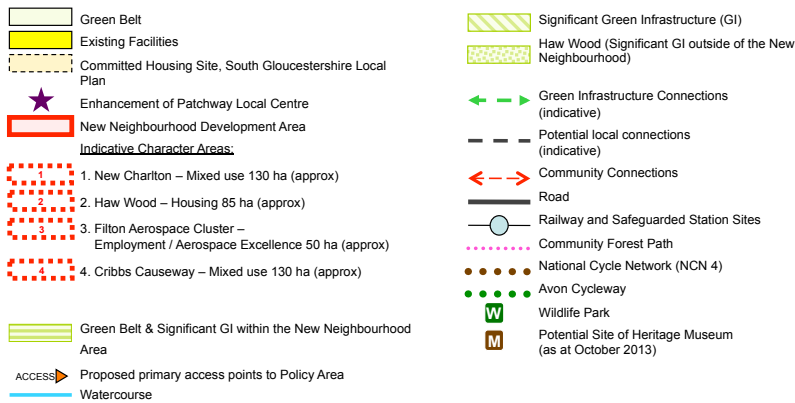 Green Belt
Existing Facilities
Committed Housing Site, South Gloucestershire Local
Plan
Enhancement of Patchway Local Centre
New Neighbourhood Development Area
Indicative Character Areas:
1
1. New Charlton – Mixed use 130 ha (approx)
2
2. Haw Wood – Housing 85 ha (approx)
3
3. Filton Aerospace Cluster –
Employment / Aerospace Excellence 50 ha (approx)
4
4. Cribbs Causeway – Mixed use 130 ha (approx)
Green Belt & Significant GI within the New Neighbourhood
Area
ACCESS
Proposed primary access points to Policy Area
Watercourse
Significant Green Infrastructure (GI)
Haw Wood (Significant GI outside of the New
Neighbourhood)
Green Infrastructure Connections
(indicative)
Potential local connections
(indicative)
Community Connections
Road
Railway and Safeguarded Station Sites
Community Forest Path
National Cycle Network (NCN 4)
Avon Cycleway
W
Wildlife Park
M
Potential Site of Heritage Museum
(as at October 2013)